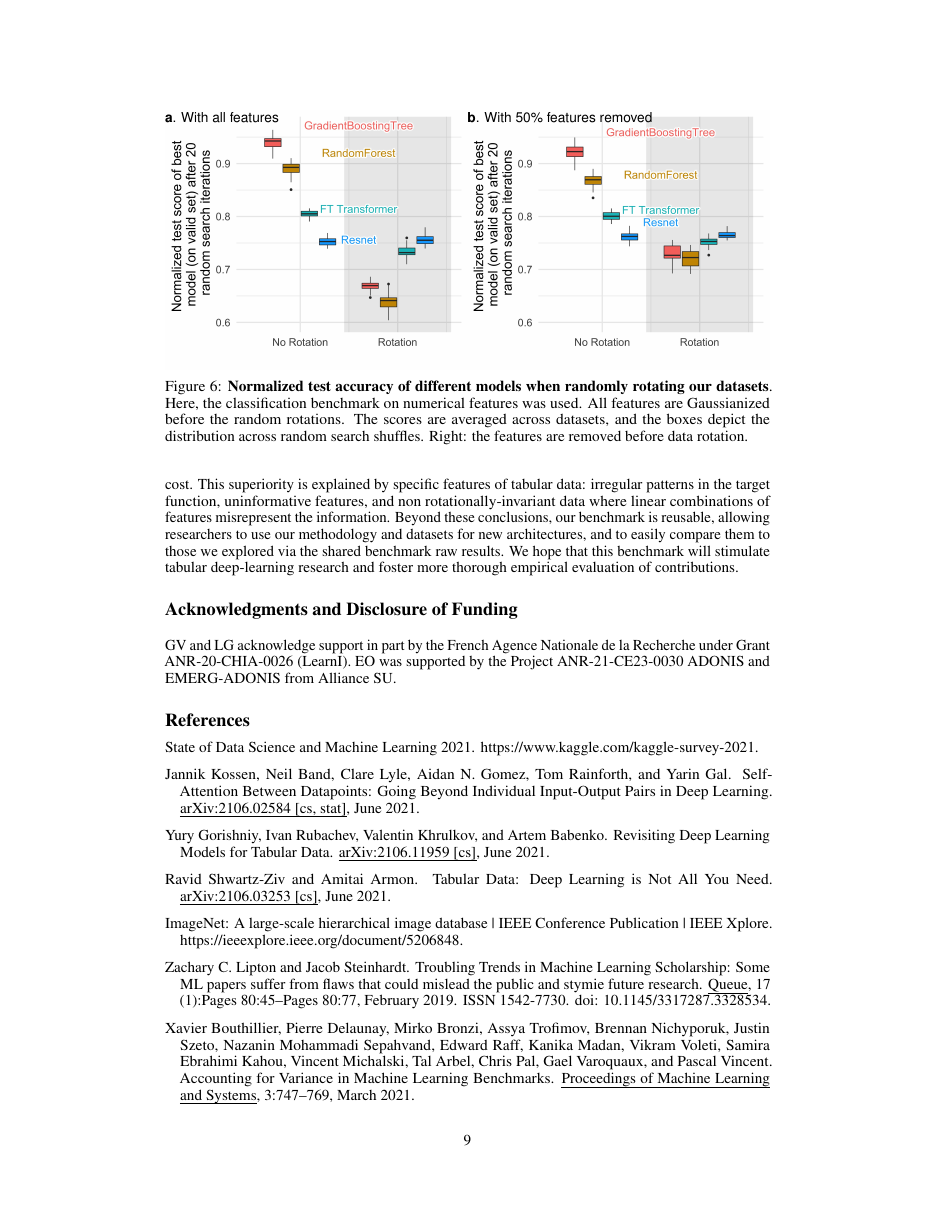 a. With all features
GradientBoostingTree
RandomForest
FT Transformer
Resnet
Normalized test score of best
model (on valid set) after 20
random search iterations
0.9
0.8
0.7
0.6
No Rotation
Rotation
b. With 50% features removed
GradientBoostingTree
RandomForest
FT Transformer
Resnet
Normalized test score of best
model (on valid set) after 20
random search iterations
0.9
0.8
0.7
0.6
No Rotation
Rotation
Figure 6: Normalized test accuracy of different models when randomly rotating our datasets.
Here, the classification benchmark on numerical features was used. All features are Gaussianized
before the random rotations. The scores are averaged across datasets, and the boxes depict the
distribution across random search shuffles. Right: the features are removed before data rotation.
cost. This superiority is explained by specific features of tabular data: irregular patterns in the target
function, uninformative features, and non rotationally-invariant data where linear combinations of
features misrepresent the information. Beyond these conclusions, our benchmark is reusable, allowing
researchers to use our methodology and datasets for new architectures, and to easily compare them to
those we explored via the shared benchmark raw results. We hope that this benchmark will stimulate
tabular deep-learning research and foster more thorough empirical evaluation of contributions.
Acknowledgments and Disclosure of Funding
GV and LG acknowledge support in part by the French Agence Nationale de la Recherche under Grant
ANR-20-CHIA-0026 (LearnI). EO was supported by the Project ANR-21-CE23-0030 ADONIS and
EMERG-ADONIS from Alliance SU.
References
State of Data Science and Machine Learning 2021. https://www.kaggle.com/kaggle-survey-2021.
Jannik Kossen, Neil Band, Clare Lyle, Aidan N. Gomez, Tom Rainforth, and Yarin Gal. Self-
Attention Between Datapoints: Going Beyond Individual Input-Output Pairs in Deep Learning.
arXiv:2106.02584 [cs, stat], June 2021.
Yury Gorishniy, Ivan Rubachev, Valentin Khrulkov, and Artem Babenko. Revisiting Deep Learning
Models for Tabular Data. arXiv:2106.11959 [cs], June 2021.
Ravid Shwartz-Ziv and Amitai Armon. Tabular Data: Deep Learning is Not All You Need.
arXiv:2106.03253 [cs], June 2021.
ImageNet: A large-scale hierarchical image database | IEEE Conference Publication | IEEE Xplore.
https://ieeexplore.ieee.org/document/5206848.
Zachary C. Lipton and Jacob Steinhardt. Troubling Trends in Machine Learning Scholarship: Some
ML papers suffer from flaws that could mislead the public and stymie future research. Queue, 17
(1):Pages 80:45–Pages 80:77, February 2019. ISSN 1542-7730. doi: 10.1145/3317287.3328534.
Xavier Bouthillier, Pierre Delaunay, Mirko Bronzi, Assya Trofimov, Brennan Nichyporuk, Justin
Szeto, Nazanin Mohammadi Sepahvand, Edward Raff, Kanika Madan, Vikram Voleti, Samira
Ebrahimi Kahou, Vincent Michalski, Tal Arbel, Chris Pal, Gael Varoquaux, and Pascal Vincent.
Accounting for Variance in Machine Learning Benchmarks. Proceedings of Machine Learning
and Systems, 3:747–769, March 2021.
9